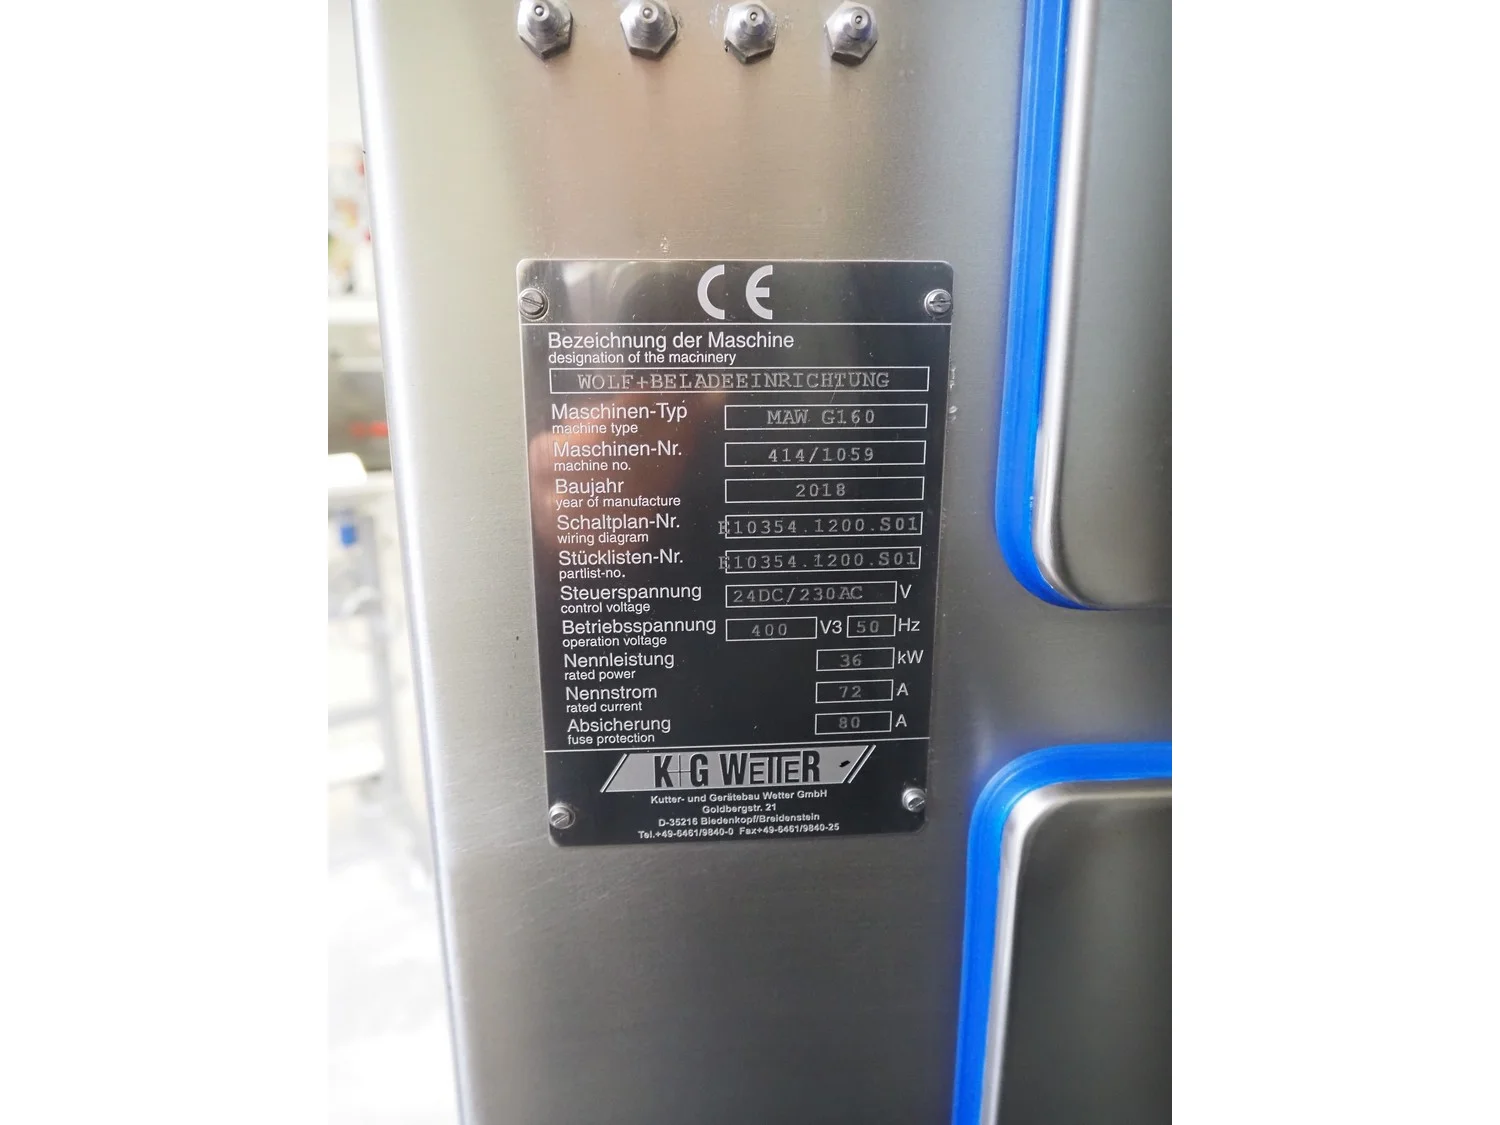 CE
Bezeichnung der Maschine
designation of the machinery
WOLF+BELADEEINRICHTUNG
Maschinen-Typ MAW G160
machine type
Maschinen-Nr. 414/1059
machine no.
Baujahr 2018
year of manufacture
Schaltplan-Nr. E10354.1200.S01
wiring diagram
Stücklisten-Nr. E10354.1200.S01
partlist-no.
Steuerspannung 24DC/230AC V
control voltage
Betriebsspannung 400 V3 50 Hz
operation voltage
Nennleistung 36 kW
rated power
Nennstrom 72 A
rated current
Absicherung 80 A
fuse protection
K+G WETTER
Kutter- und Gerätebau Wetter GmbH
Goldbergstr. 21
D-35216 Biedenkopf/Breidenstein
Tel.+49-6461/9840-0 Fax+49-6461/9840-25